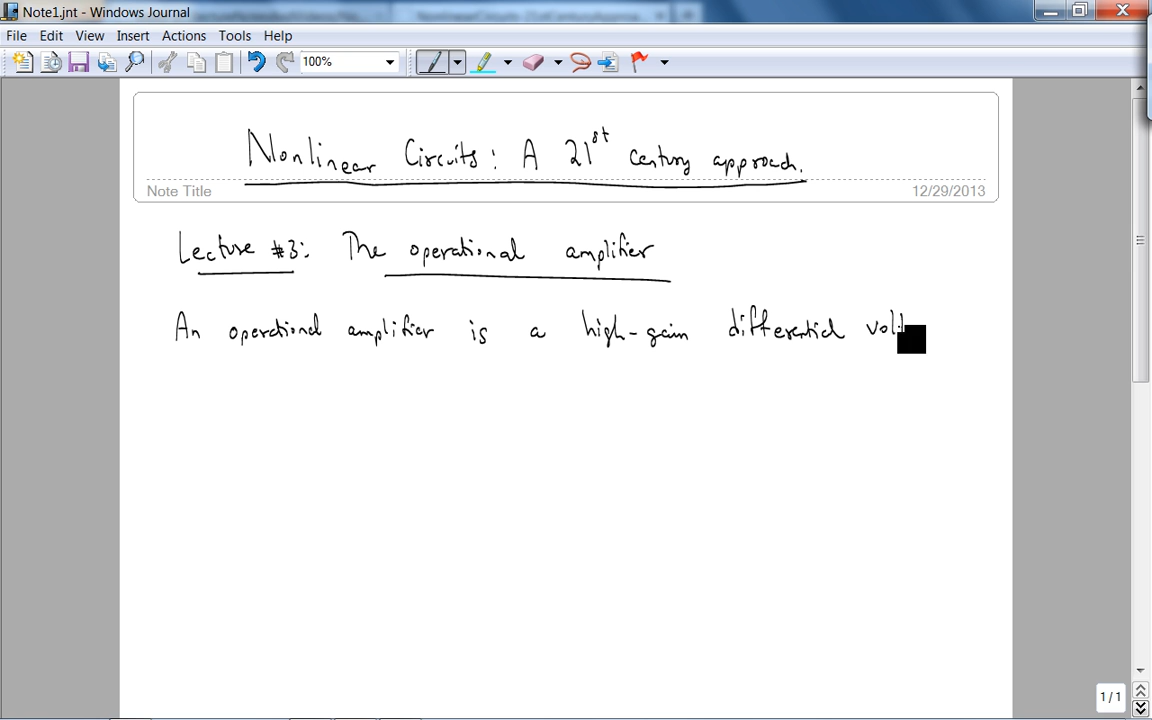 Note1.jnt - Windows Journal
File Edit View Insert Actions Tools Help
100%
Nonlinear Circuits: A 21st Century approach.
Note Title 12/29/2013
Lecture #3: The operational amplifier
An operational amplifier is a high-gain differential volt
1/1